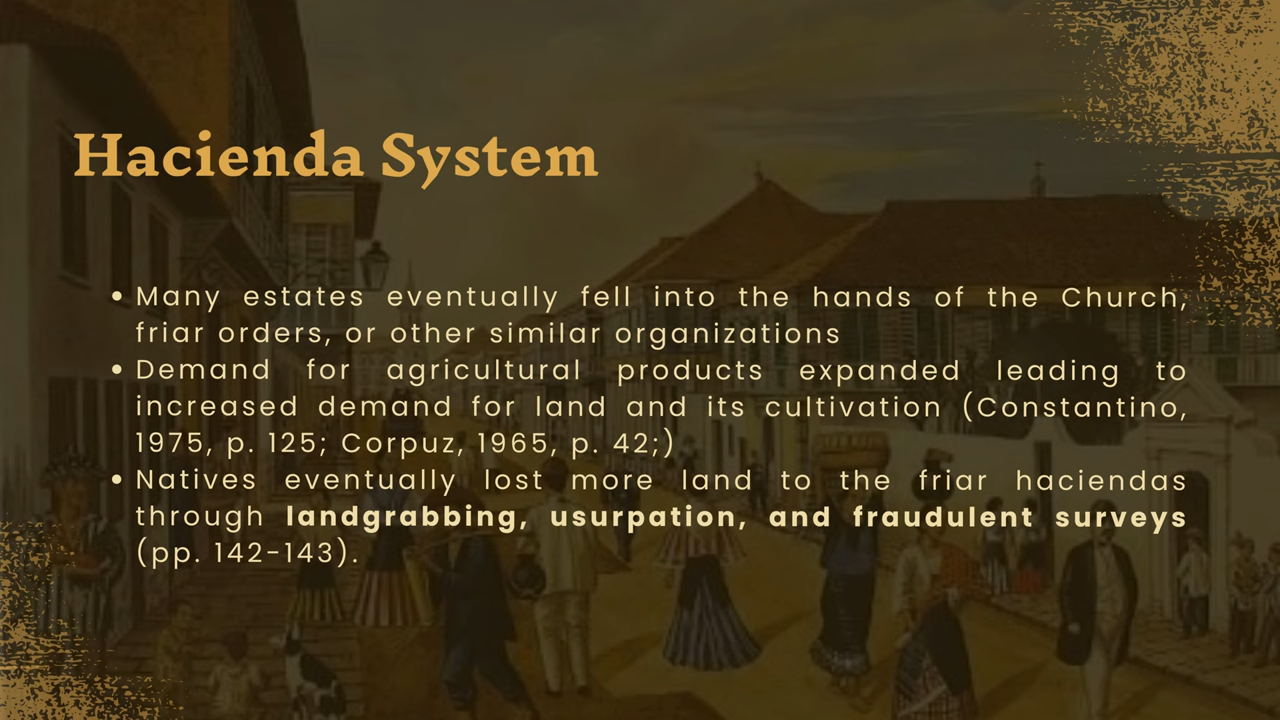 Hacienda System
• Many estates eventually fell into the hands of the Church,
friar orders, or other similar organizations
• Demand for agricultural products expanded leading to
increased demand for land and its cultivation (Constantino,
1975, p. 125; Corpuz, 1965, p. 42;)
• Natives eventually lost more land to the friar haciendas
through landgrabbing, usurpation, and fraudulent surveys
(pp. 142-143).